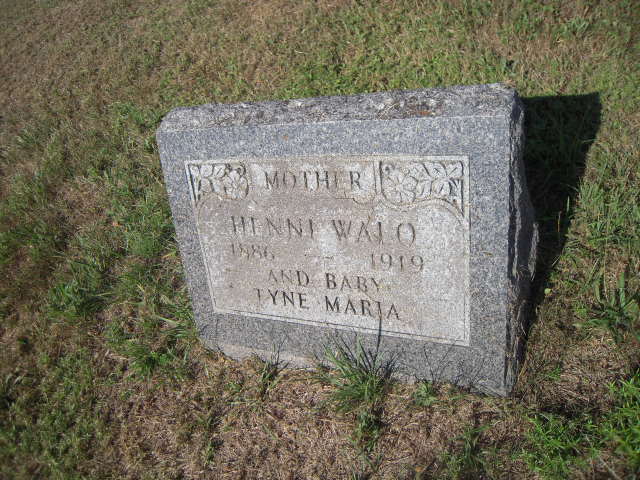 MOTHER
HENNI WALO
1886 - 1919
AND BABY
TYNE MARIA